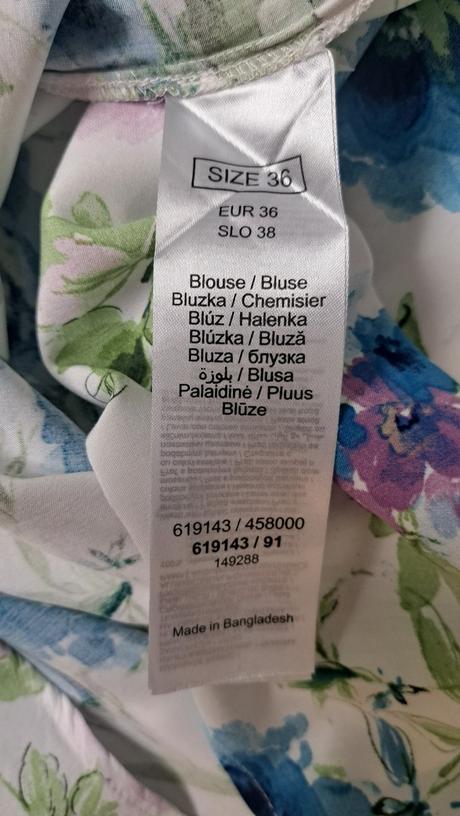 SIZE 36
EUR 36
SLO 38
Blouse / Bluse
Bluzka / Chemisier
Blúz / Halenka
Blúzka / Bluză
Bluza / блузка
بلوزة / Blusa
Palaidinė / Pluus
Blūze
619143 / 458000
619143 / 91
149288
Made in Bangladesh